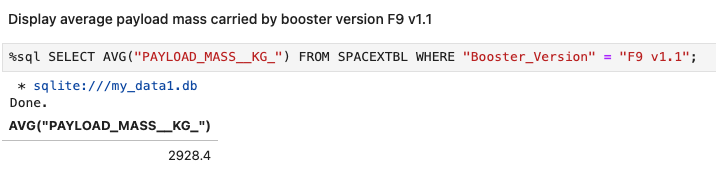 Display average payload mass carried by booster version F9 v1.1
%sql SELECT AVG("PAYLOAD_MASS__KG_") FROM SPACEXTBL WHERE "Booster_Version" = "F9 v1.1";
* sqlite:///my_data1.db
Done.
AVG("PAYLOAD_MASS__KG_")
2928.4